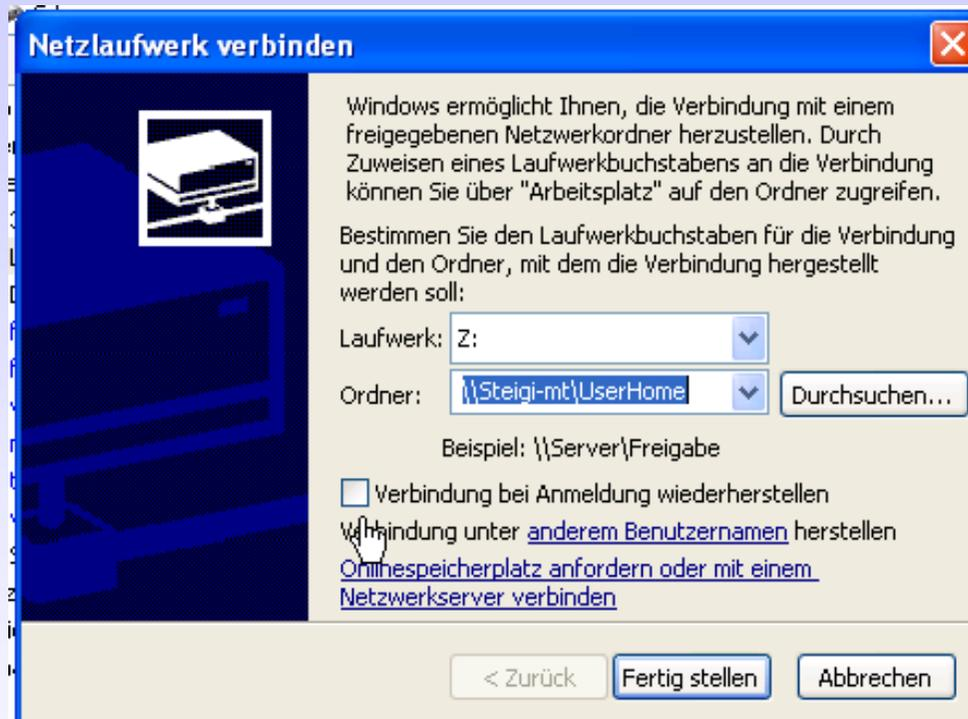 Netzlaufwerk verbinden
Windows ermöglicht Ihnen, die Verbindung mit einem
freigegebenen Netzwerkordner herzustellen. Durch
Zuweisen eines Laufwerkbuchstabens an die Verbindung
können Sie über "Arbeitsplatz" auf den Ordner zugreifen.
Bestimmen Sie den Laufwerkbuchstaben für die Verbindung
und den Ordner, mit dem die Verbindung hergestellt
werden soll:
Laufwerk: Z:
Ordner: \\Steigi-mt\UserHome Durchsuchen...
Beispiel: \\Server\Freigabe
Verbindung bei Anmeldung wiederherstellen
Verbindung unter anderem Benutzernamen herstellen
Onlinespeicherplatz anfordern oder mit einem
Netzwerkserver verbinden
< Zurück Fertig stellen Abbrechen